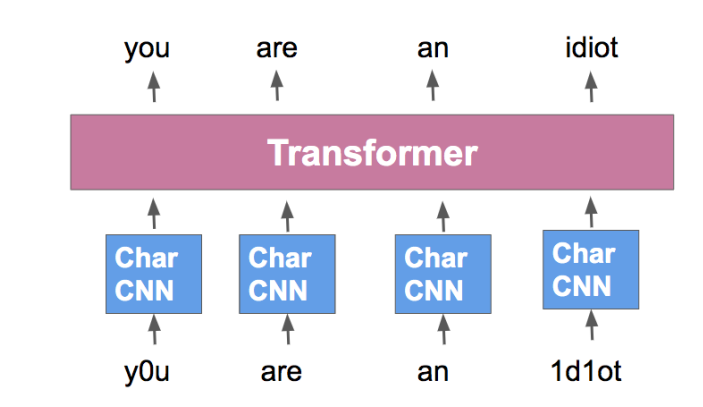 you are an idiot
Transformer
Char Char Char Char
CNN CNN CNN CNN
y0u are an 1d1ot